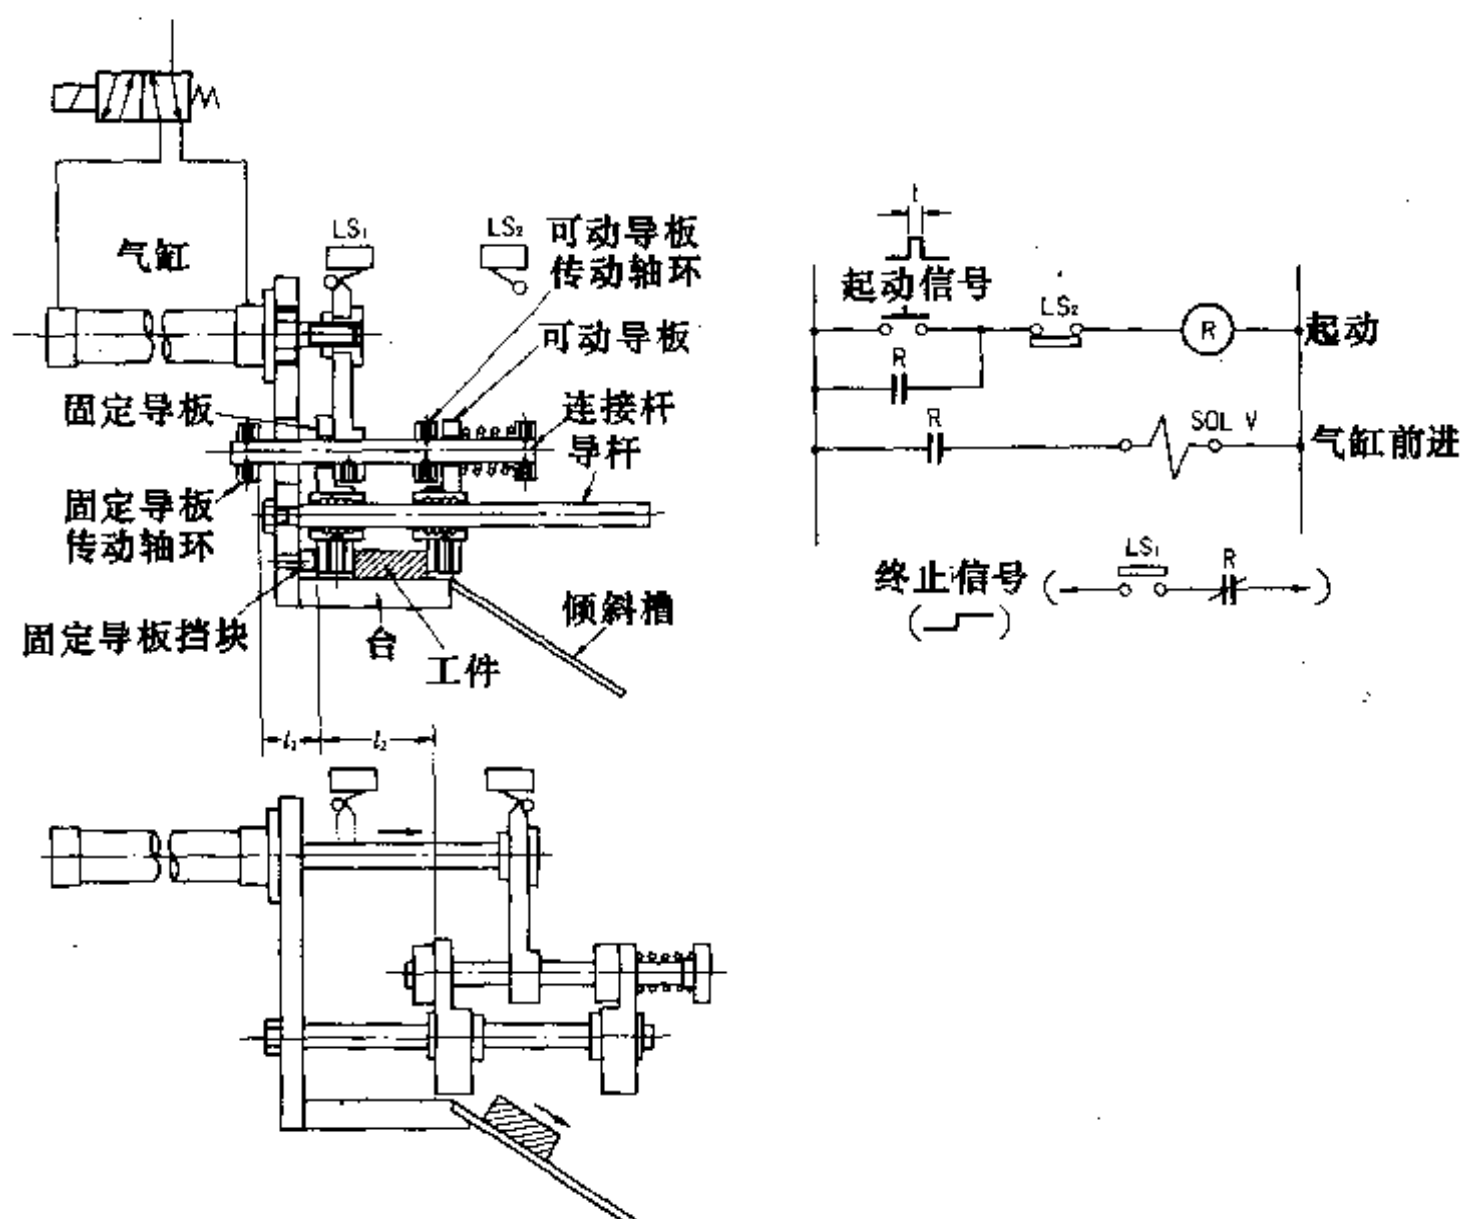 LS₁
LS₂
可动导板
传动轴环
气缸
可动导板
固定导板
连接杆
导杆
固定导板
传动轴环
固定导板挡块
台
工件
倾斜槽
l₁
l₂
t
起动信号
LS₂
R
起动
R
R
SOL V
气缸前进
终止信号
LS₁
R